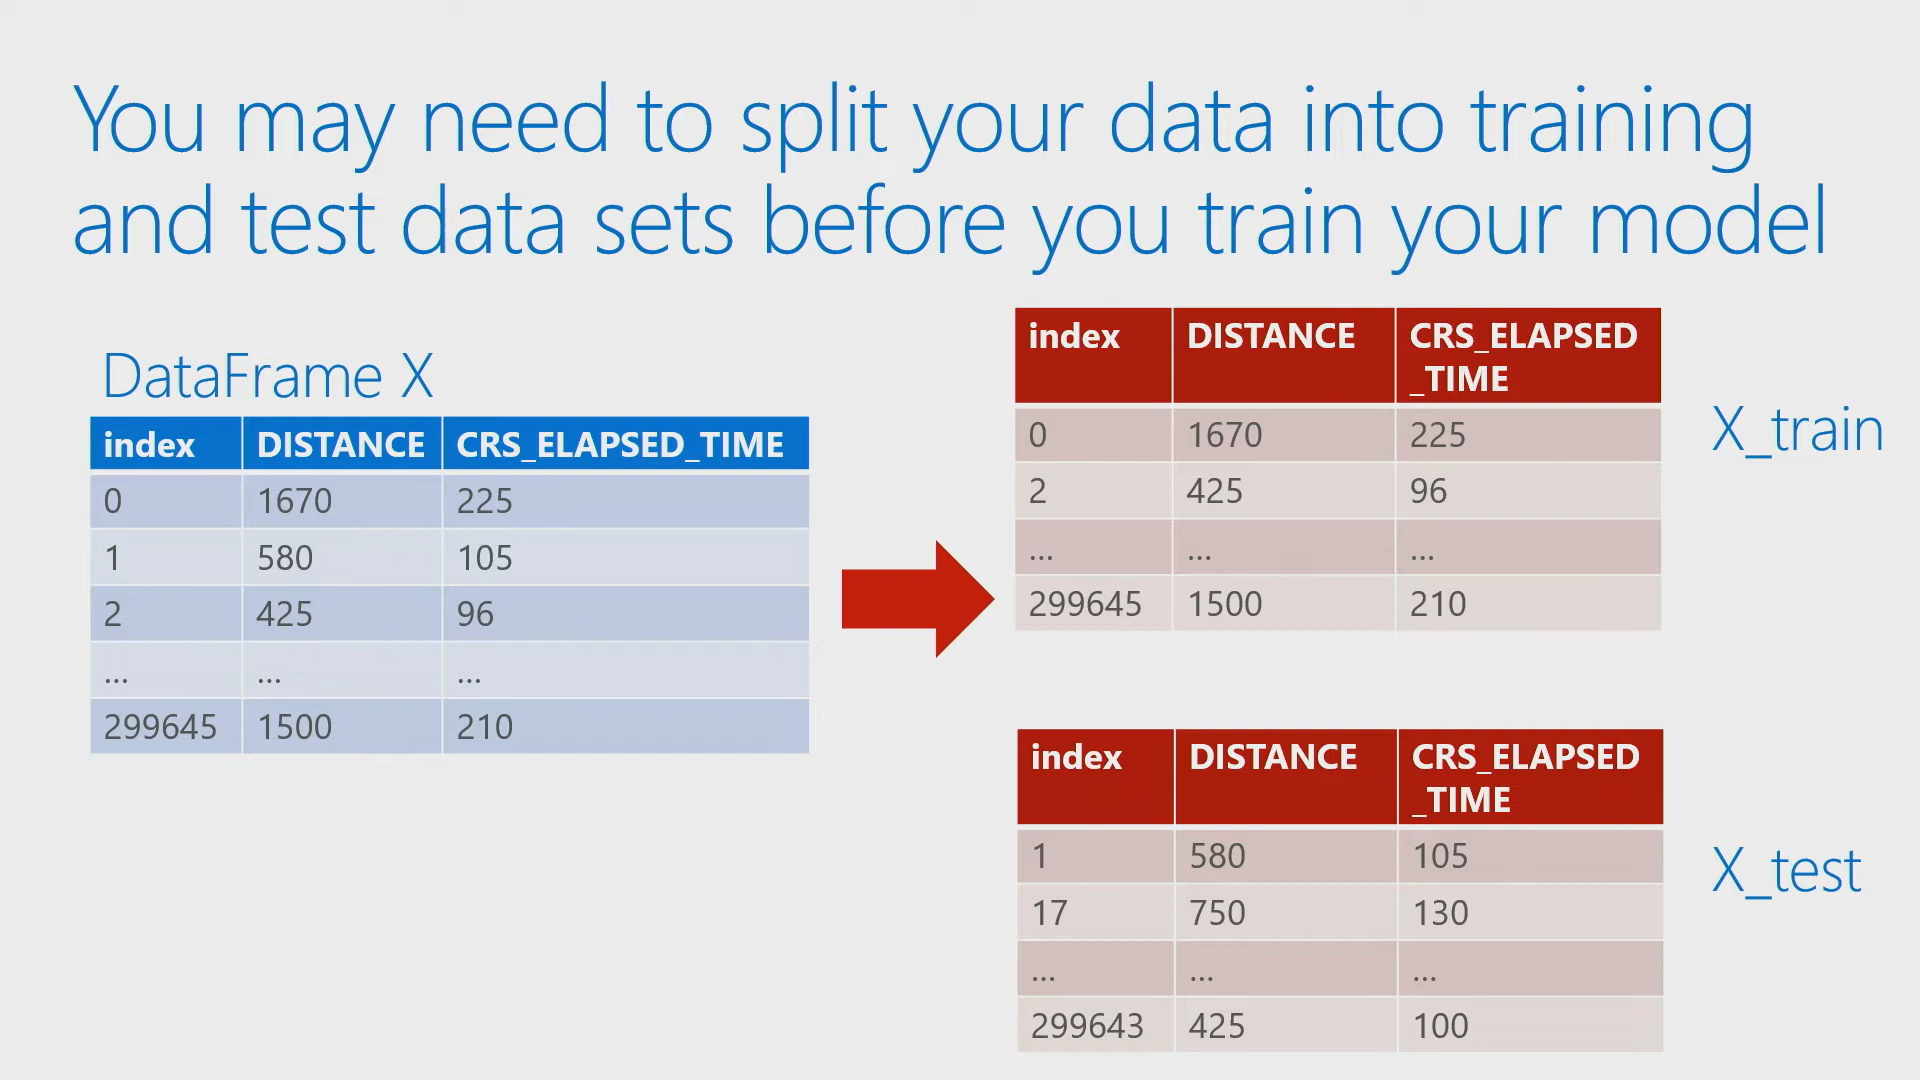 You may need to split your data into training
and test data sets before you train your model
DataFrame X
index DISTANCE CRS_ELAPSED_TIME
0 1670 225
1 580 105
2 425 96
... ... ...
299645 1500 210
index DISTANCE CRS_ELAPSED
_TIME
0 1670 225
2 425 96
... ... ...
299645 1500 210
X_train
index DISTANCE CRS_ELAPSED
_TIME
1 580 105
17 750 130
... ... ...
299643 425 100
X_test